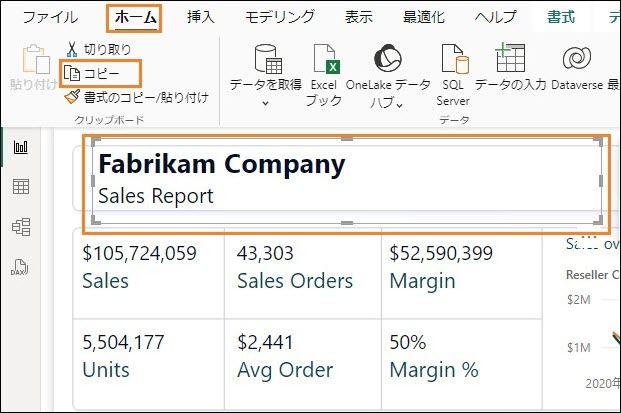 ファイル ホーム 挿入 モデリング 表示 最適化 ヘルプ 書式
切り取り
コピー
書式のコピー/貼り付け
貼り付け
クリップボード
データを取得
Excel
ブック
OneLake データ
ハブ
SQL
Server
データの入力
Dataverse
データ
Fabrikam Company
Sales Report
$105,724,059 43,303 $52,590,399
Sales Sales Orders Margin
5,504,177 $2,441 50%
Units Avg Order Margin %
Sales ov
Reseller C
$2M
$1M
2020年
DAX